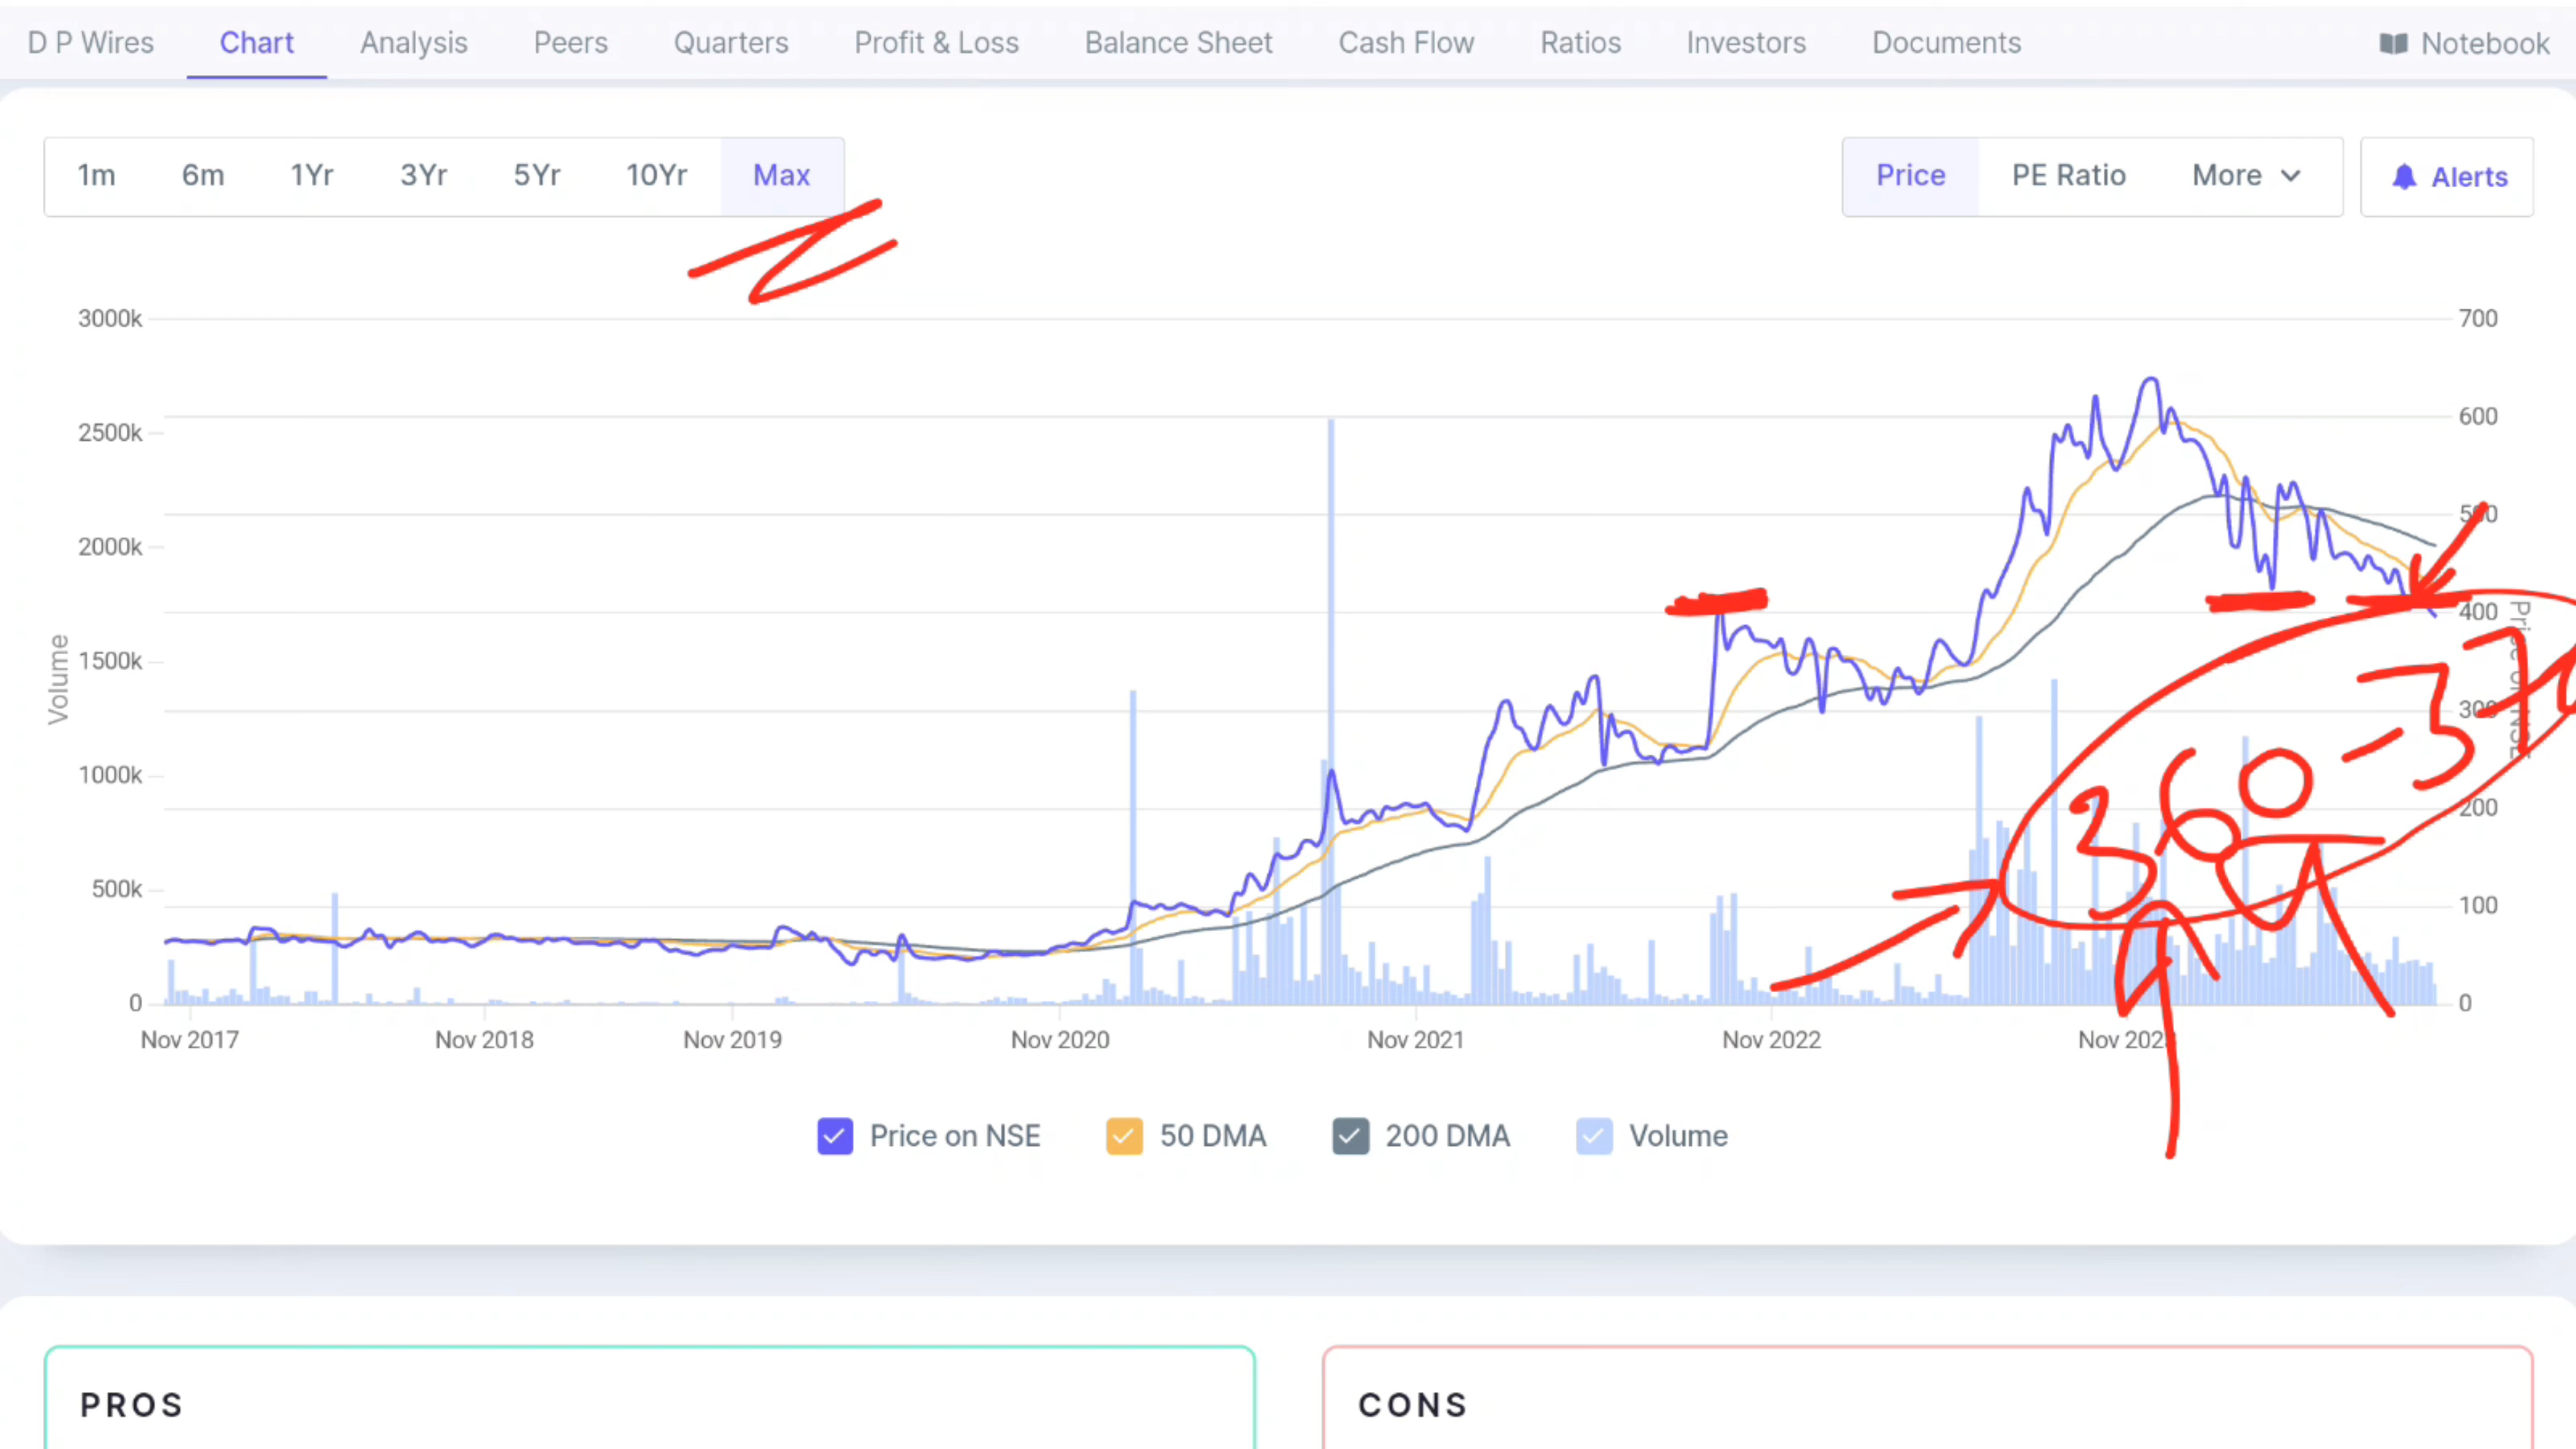 D P Wires Chart Analysis Peers Quarters Profit & Loss Balance Sheet Cash Flow Ratios Investors Documents Notebook
1m 6m 1Yr 3Yr 5Yr 10Yr Max Price PE Ratio More Alerts
3000k 700
2500k 600
2000k 500
1500k 400
1000k 300
500k 200
0 100
0
Volume
360-37
Nov 2017 Nov 2018 Nov 2019 Nov 2020 Nov 2021 Nov 2022 Nov 202
Price on NSE 50 DMA 200 DMA Volume
PROS CONS